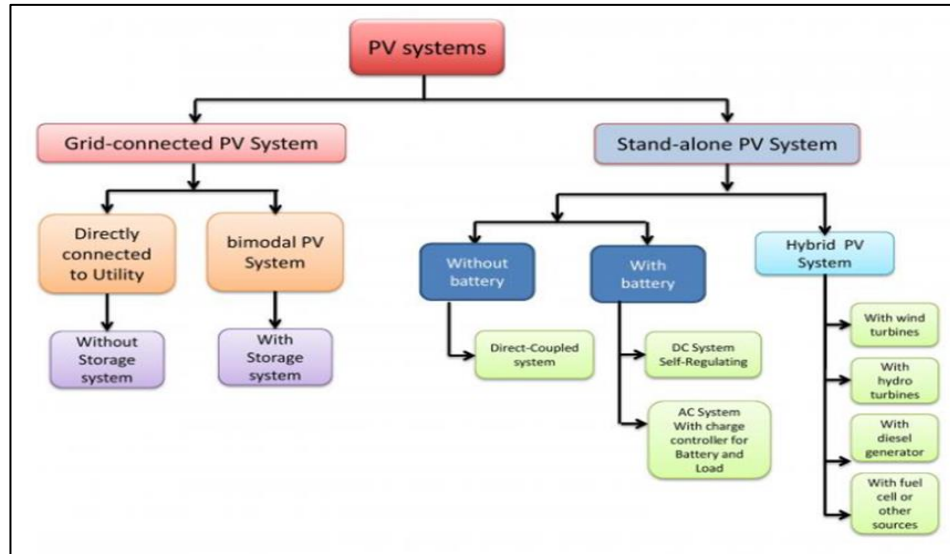 PV systems
Grid-connected PV System
Stand-alone PV System
Directly
connected
to Utility
bimodal PV
System
Without
battery
With
battery
Hybrid PV
System
Without
Storage
system
With
Storage
system
Direct-Coupled
system
DC System
Self-Regulating
AC System
With charge
controller for
Battery and
Load
With wind
turbines
With
hydro
turbines
With
diesel
generator
With fuel
cell or
other
sources